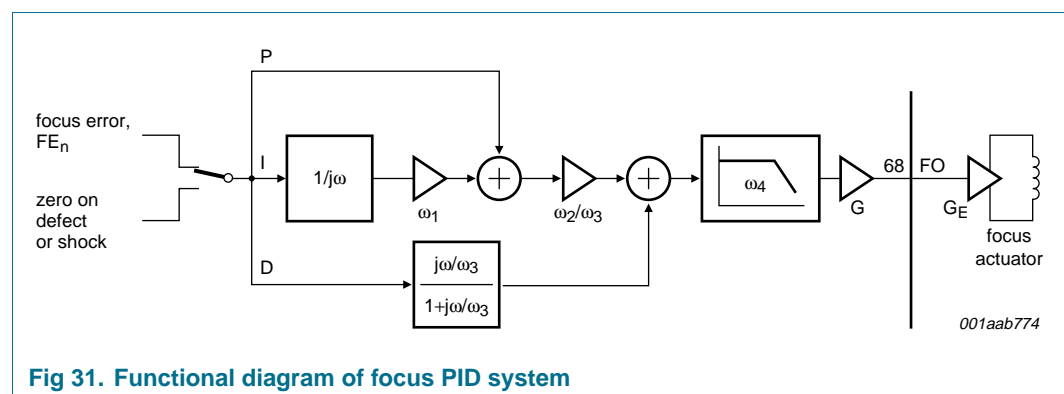 P
focus error,
FEn
I
1/jω
ω1
+
ω2/ω3
+
ω4
G
68
FO
GE
focus
actuator
zero on
defect
or shock
D
jω/ω3
1+jω/ω3
001aab774
Fig 31. Functional diagram of focus PID system